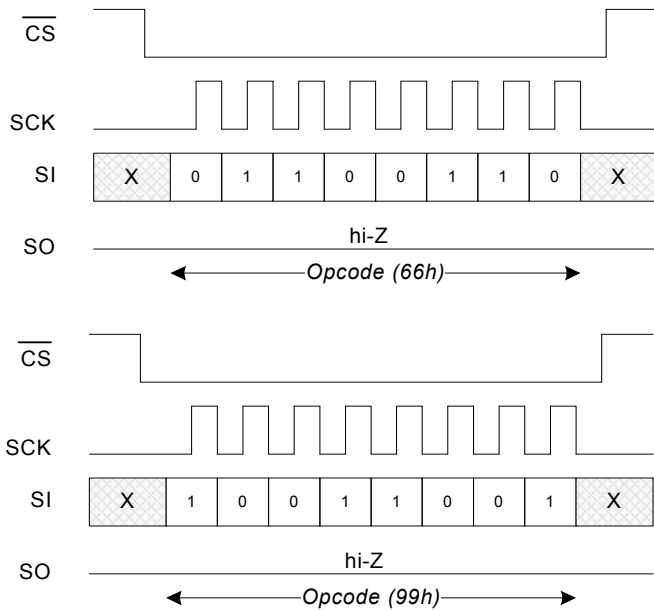 CS
SCK
SI X 0 1 1 0 0 1 1 0 X
SO hi-Z
Opcode (66h)
CS
SCK
SI X 1 0 0 1 1 0 0 1 X
SO hi-Z
Opcode (99h)